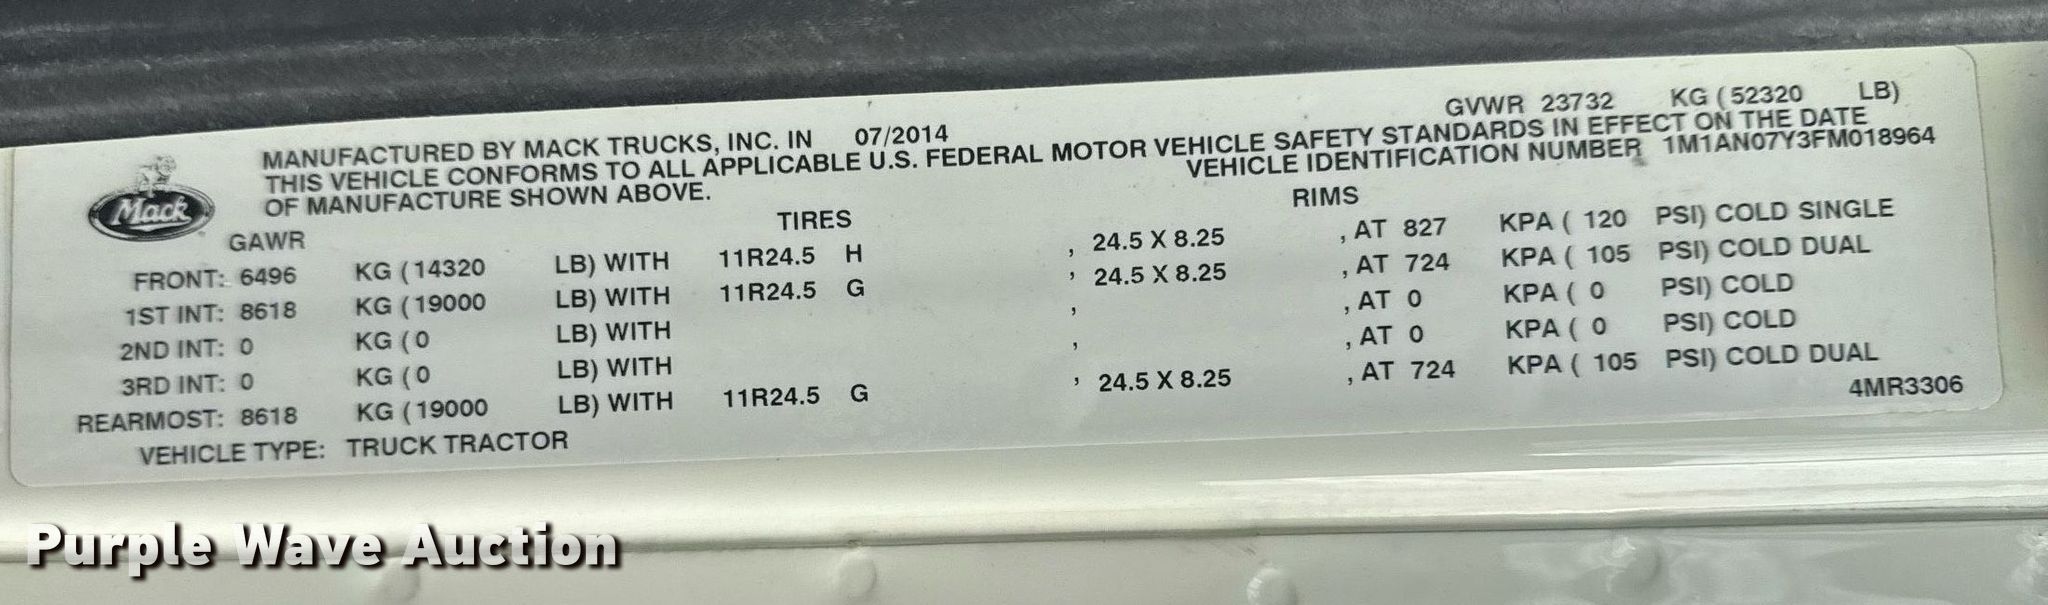 MANUFACTURED BY MACK TRUCKS, INC. IN 07/2014 GVWR 23732 KG (52320 LB)
THIS VEHICLE CONFORMS TO ALL APPLICABLE U.S. FEDERAL MOTOR VEHICLE SAFETY STANDARDS IN EFFECT ON THE DATE
OF MANUFACTURE SHOWN ABOVE. VEHICLE IDENTIFICATION NUMBER 1M1AN07Y3FM018964
Mack
GAWR TIRES RIMS
FRONT: 6496 KG (14320 LB) WITH 11R24.5 H , 24.5 X 8.25 , AT 827 KPA ( 120 PSI) COLD SINGLE
1ST INT: 8618 KG (19000 LB) WITH 11R24.5 G , 24.5 X 8.25 , AT 724 KPA ( 105 PSI) COLD DUAL
2ND INT: 0 KG (0 LB) WITH , , AT 0 KPA ( 0 PSI) COLD
3RD INT: 0 KG (0 LB) WITH , , AT 0 KPA ( 0 PSI) COLD
REARMOST: 8618 KG (19000 LB) WITH 11R24.5 G , 24.5 X 8.25 , AT 724 KPA ( 105 PSI) COLD DUAL
VEHICLE TYPE: TRUCK TRACTOR 4MR3306
Purple Wave Auction